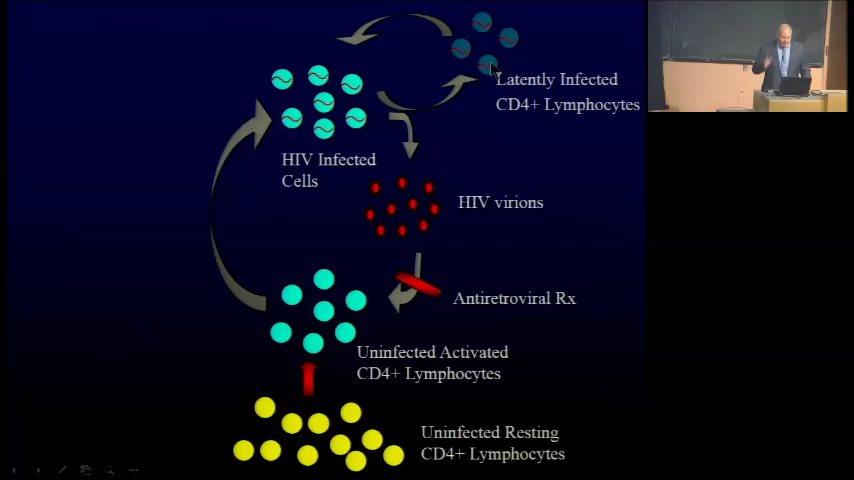 Latently Infected
CD4+ Lymphocytes
HIV Infected
Cells
HIV virions
Antiretroviral Rx
Uninfected Activated
CD4+ Lymphocytes
Uninfected Resting
CD4+ Lymphocytes